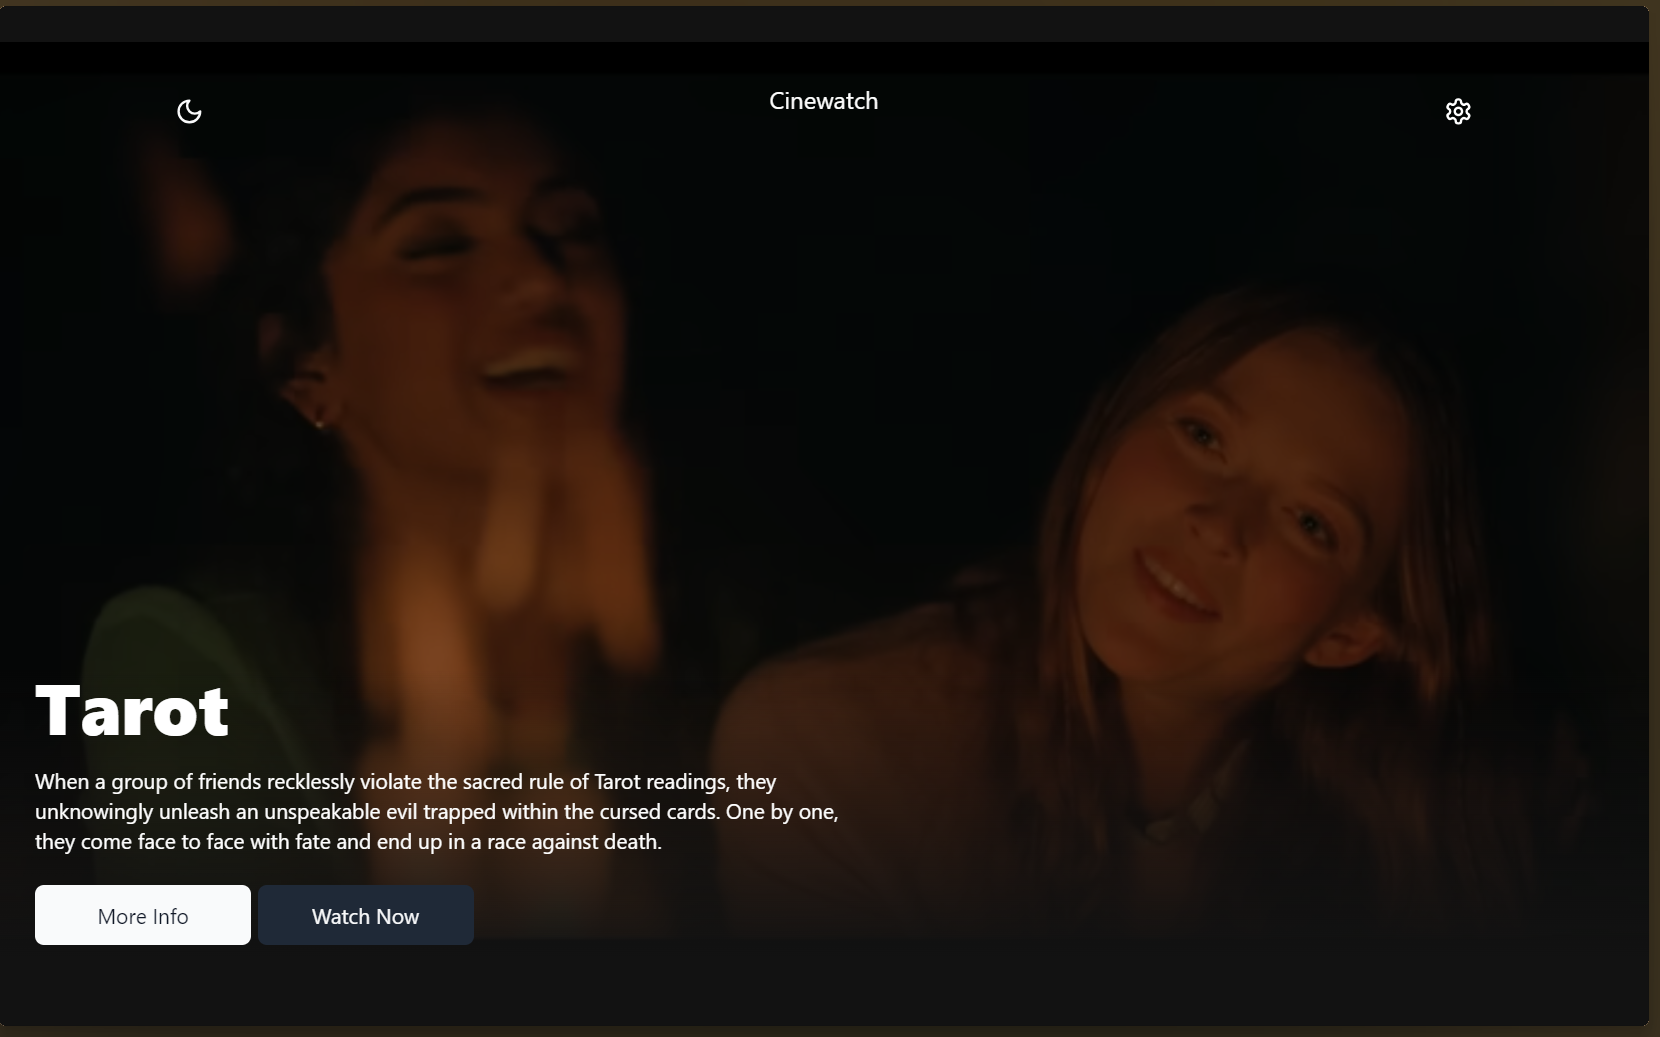 Cinewatch
Tarot
When a group of friends recklessly violate the sacred rule of Tarot readings, they
unknowingly unleash an unspeakable evil trapped within the cursed cards. One by one,
they come face to face with fate and end up in a race against death.
More Info
Watch Now